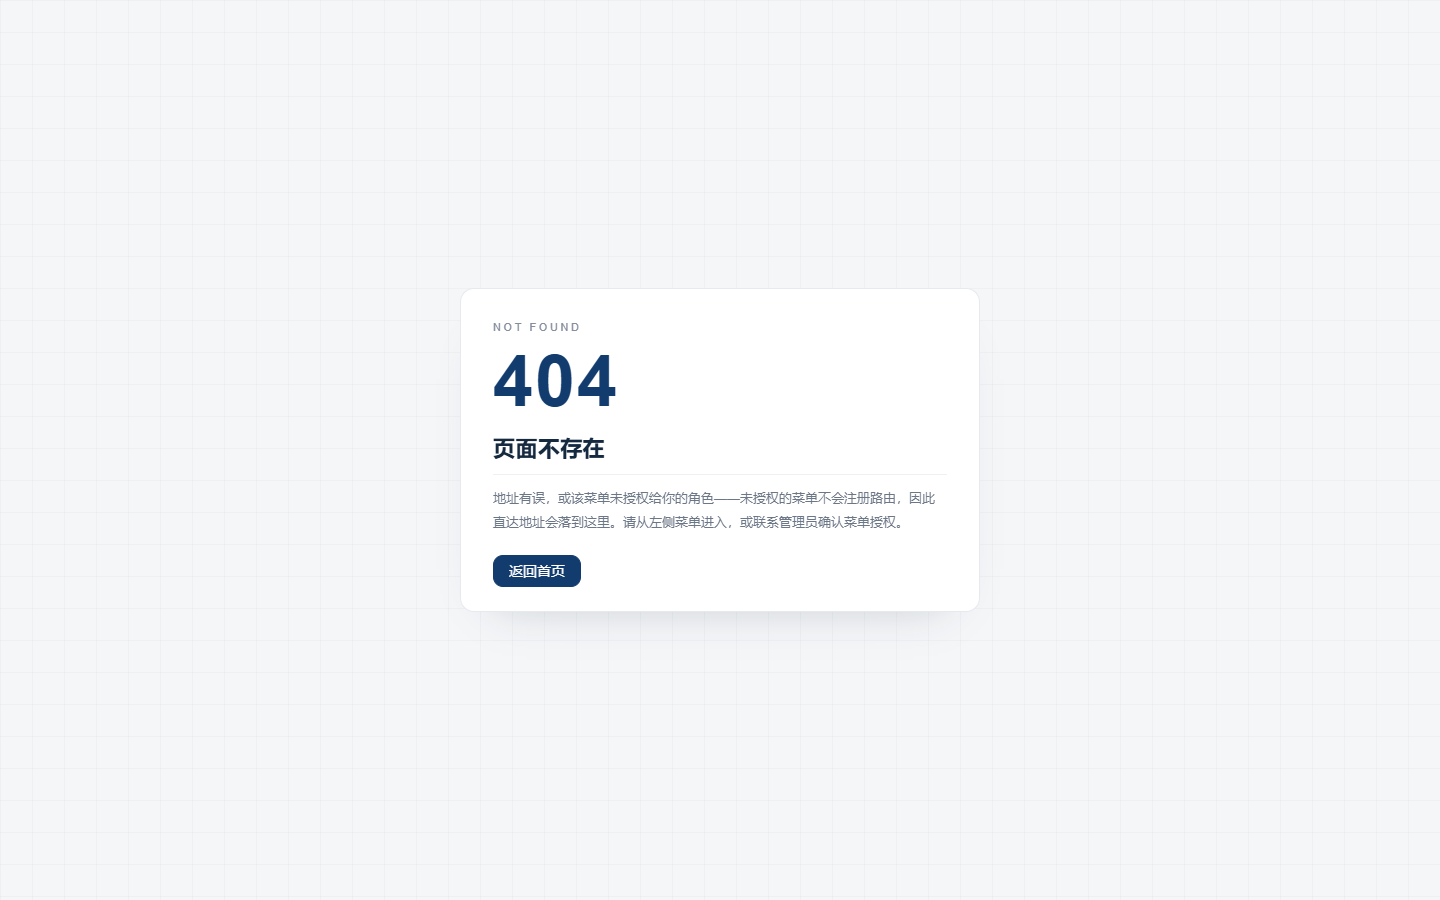 NOT FOUND
404
页面不存在
地址有误，或该菜单未授权给你的角色——未授权的菜单不会注册路由，因此
直达地址会落到这里。请从左侧菜单进入，或联系管理员确认菜单授权。
返回首页